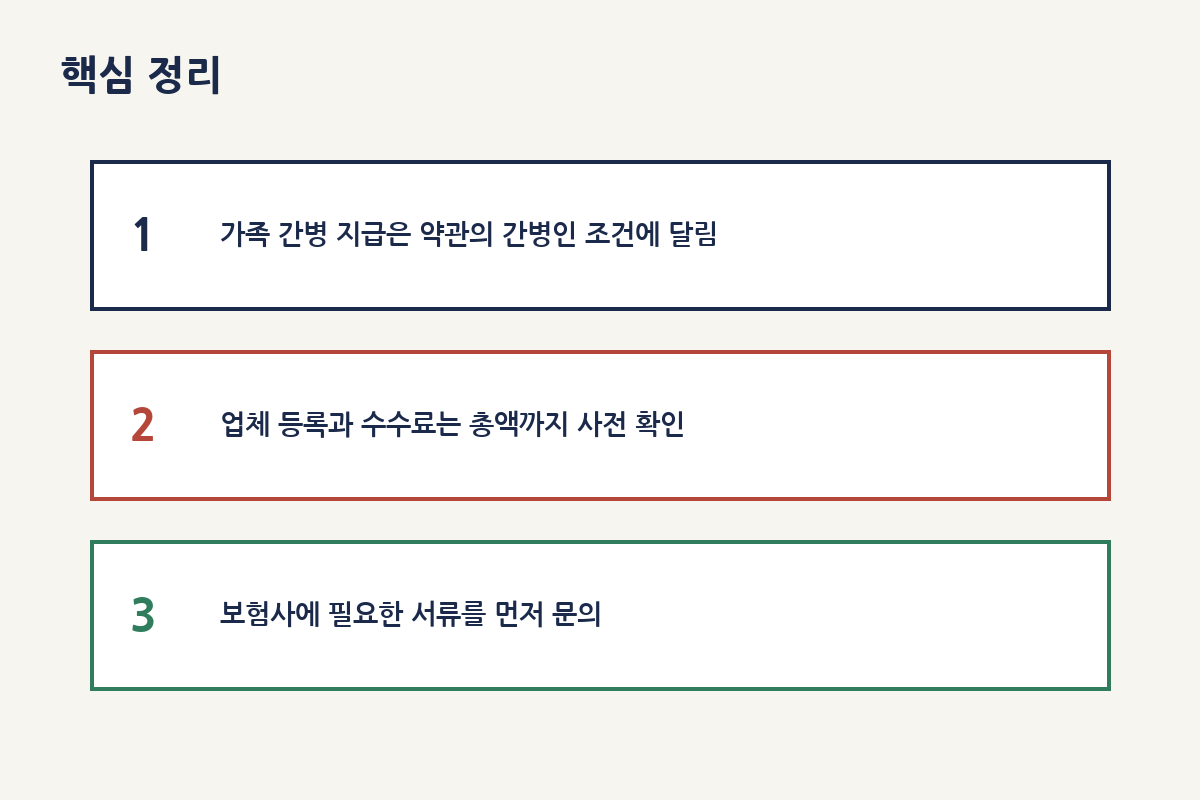 핵심 정리
1
가족 간병 지급은 약관의 간병인 조건에 달림
2
업체 등록과 수수료는 총액까지 사전 확인
3
보험사에 필요한 서류를 먼저 문의